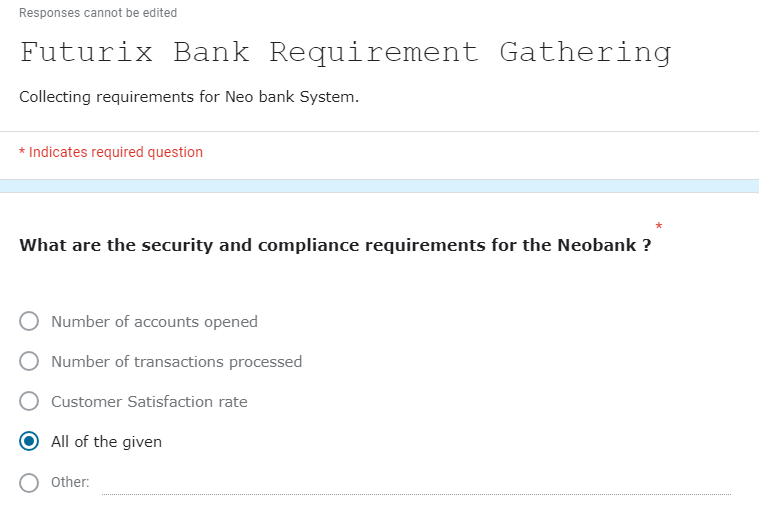 Responses cannot be edited
Futurix Bank Requirement Gathering
Collecting requirements for Neo bank System.
* Indicates required question
*
What are the security and compliance requirements for the Neobank ?
Number of accounts opened
Number of transactions processed
Customer Satisfaction rate
All of the given
Other: